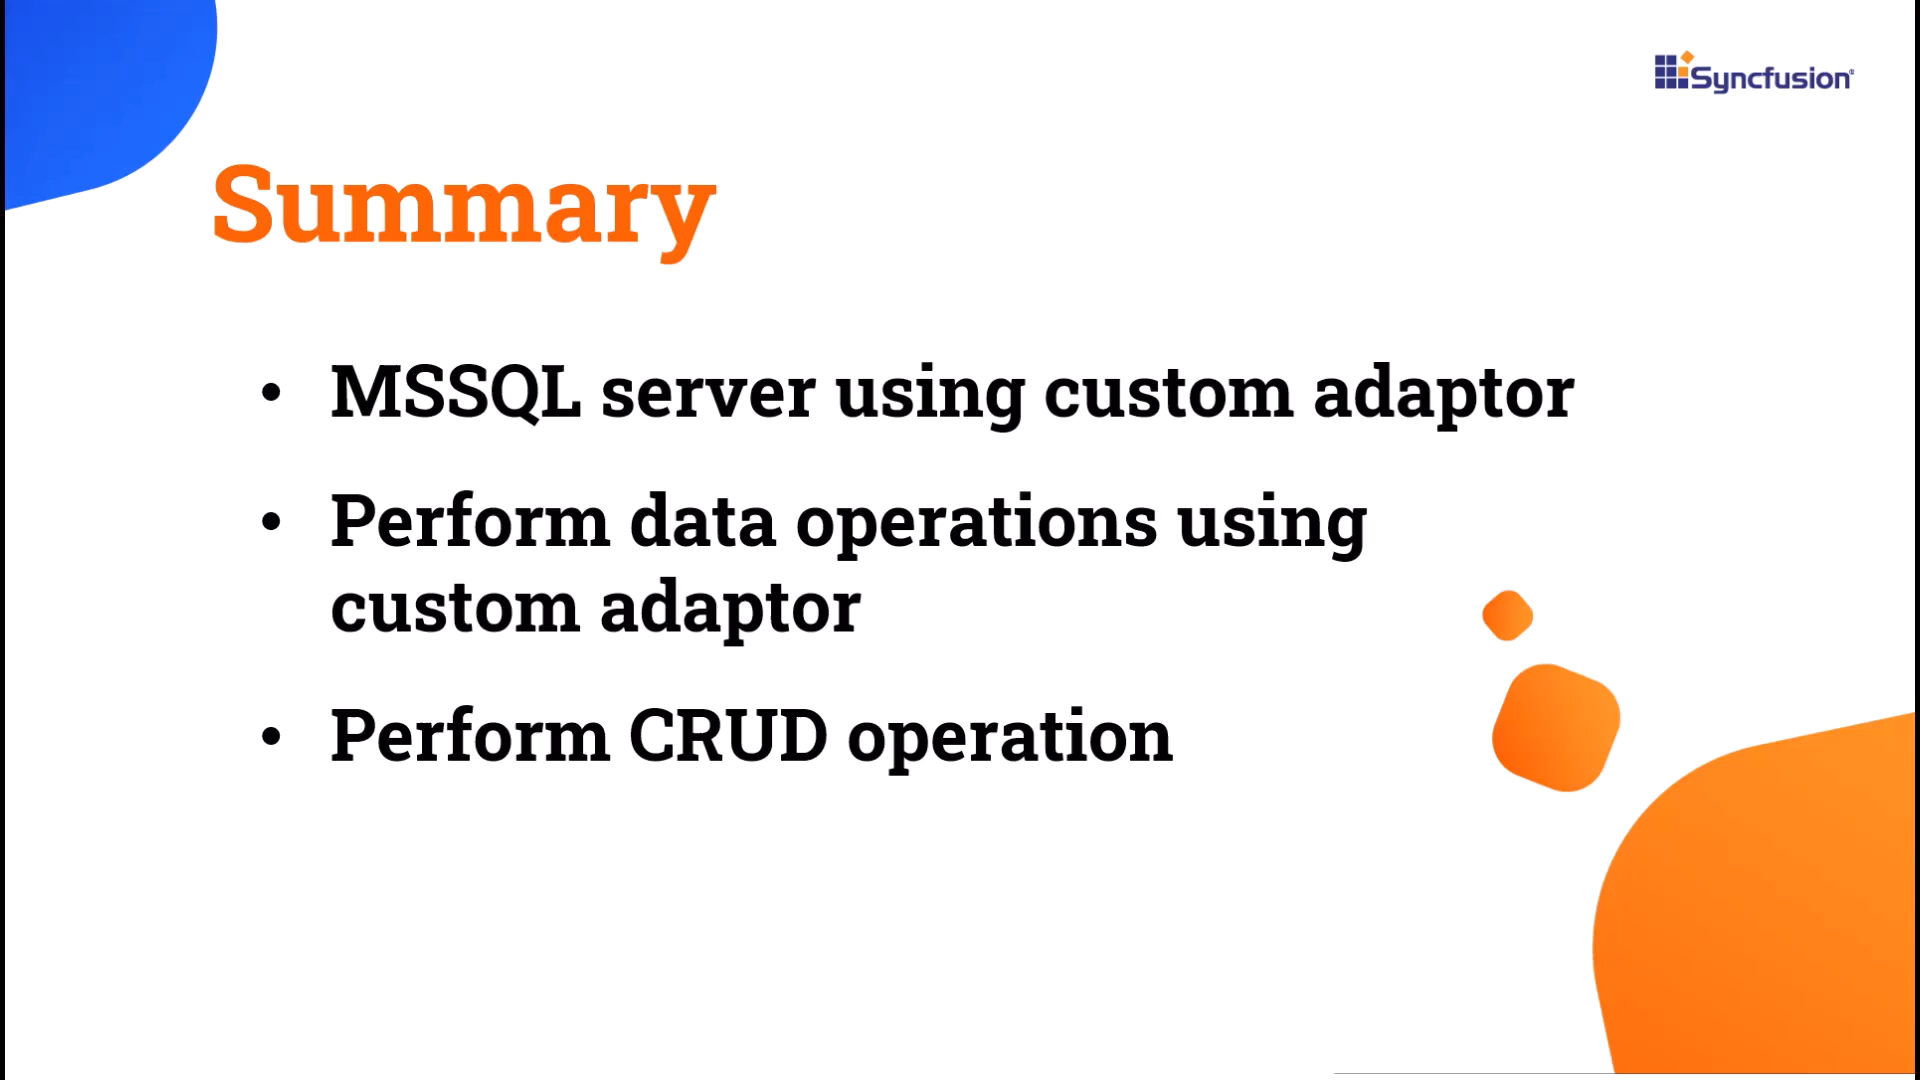 Syncfusion®
Summary
• MSSQL server using custom adaptor
• Perform data operations using
custom adaptor
• Perform CRUD operation